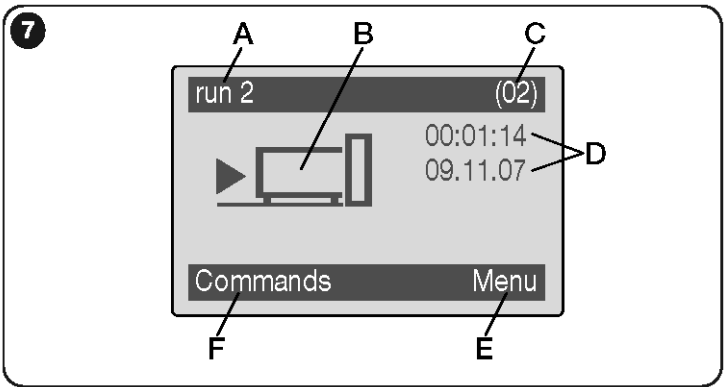 7
A B C
run 2 (02)
00:01:14
D
09.11.07
Commands Menu
F E